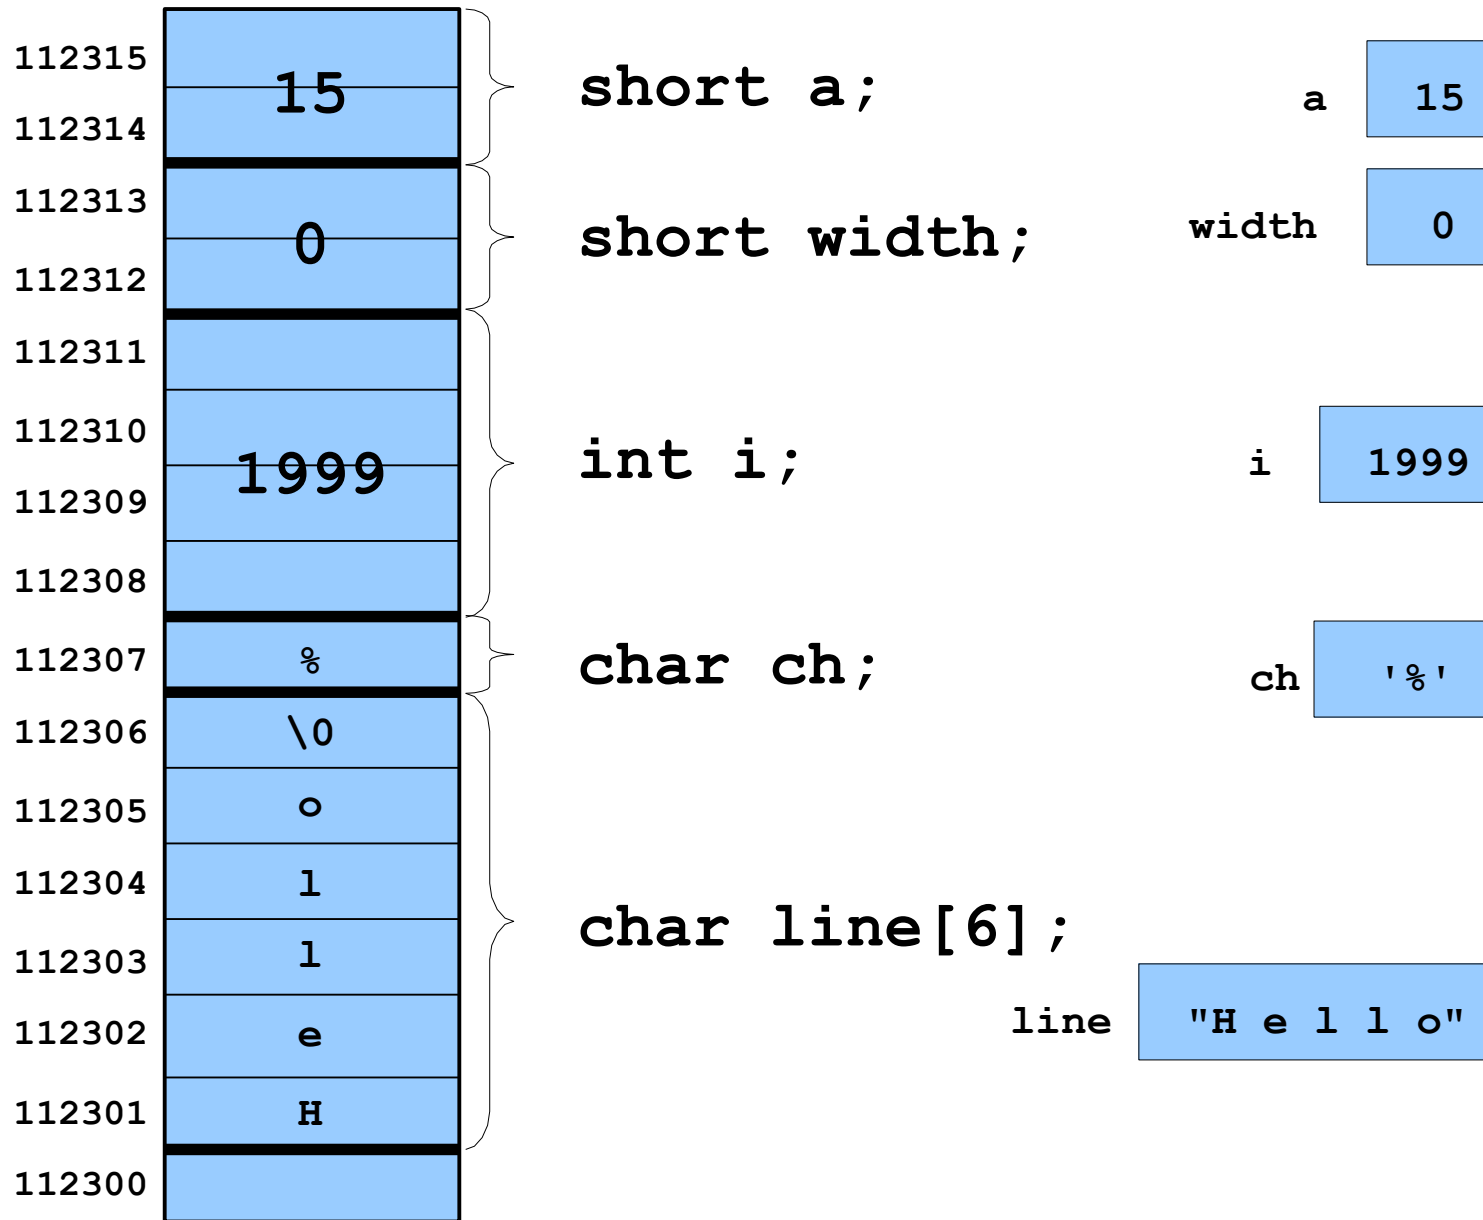 112315
15
short a;
a 15
112314
112313
0
short width;
width 0
112312
112311
112310
1999
int i;
i 1999
112309
112308
112307 %
char ch;
ch '%'
112306 \0
112305 o
112304 l
char line[6];
112303 l
112302 e
line "H e l l o"
112301 H
112300